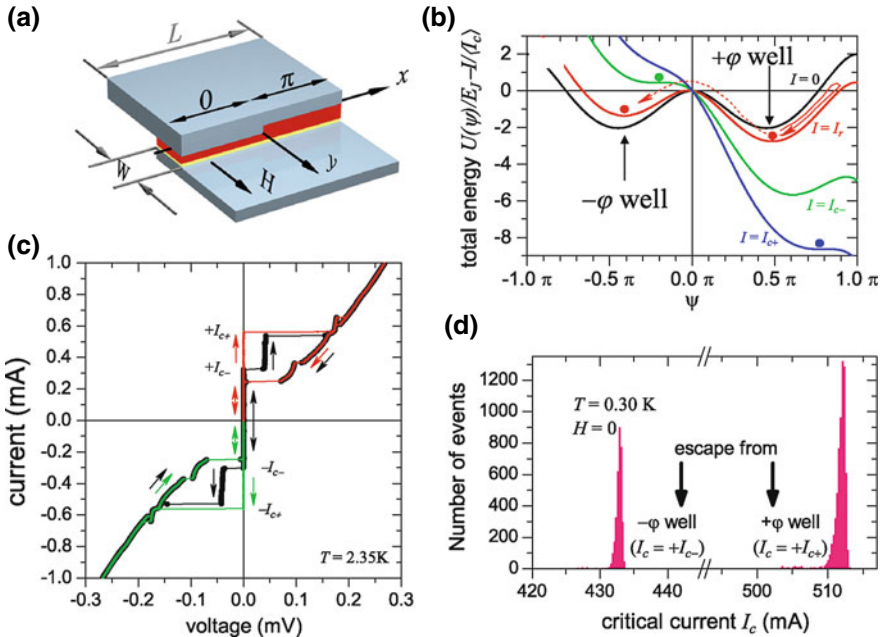 (a)
L
0
π
x
W
H
y
(b)
total energy U(ψ)/E_J−I/⟨I_c⟩
2
0
-2
-4
-6
-8
+φ well
I = 0
I = I_r
−φ well
I = I_c−
I = I_c+
-1.0 π
-0.5 π
0.0 π
0.5 π
1.0 π
ψ
(c)
current (mA)
1.0
0.8
0.6
0.4
0.2
0.0
-0.2
-0.4
-0.6
-0.8
-1.0
+I_c+
+I_c−
−I_c−
−I_c+
T = 2.35K
-0.3
-0.2
-0.1
0.0
0.1
0.2
0.3
voltage (mV)
(d)
Number of events
1200
1000
800
600
400
200
0
T = 0.30 K
H = 0
escape from
−φ well
(I_c = +I_c−)
+φ well
(I_c = +I_c+)
420
430
440
500
510
critical current I_c (mA)